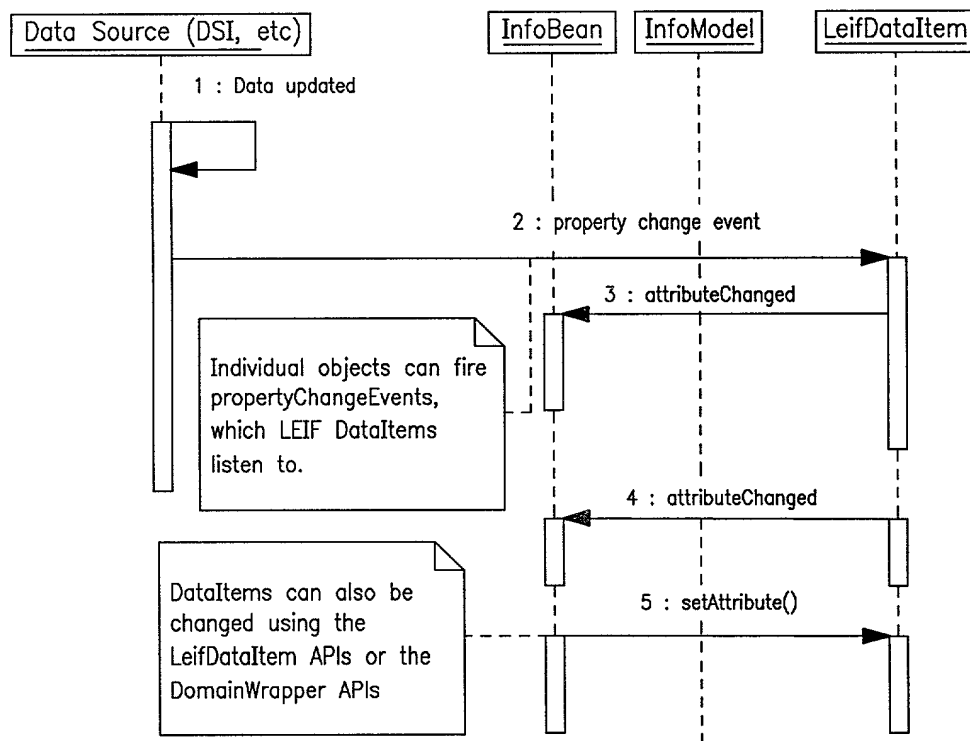 Data Source (DSI, etc)
InfoBean
InfoModel
LeifDataItem
1 : Data updated
2 : property change event
3 : attributeChanged
Individual objects can fire
propertyChangeEvents,
which LEIF DataItems
listen to.
4 : attributeChanged
DataItems can also be
changed using the
LeifDataItem APIs or the
DomainWrapper APIs
5 : setAttribute()